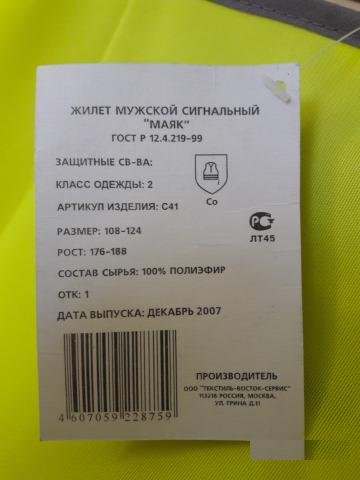 ЖИЛЕТ МУЖСКОЙ СИГНАЛЬНЫЙ
"МАЯК"
ГОСТ Р 12.4.219-99
ЗАЩИТНЫЕ СВ-ВА:
КЛАСС ОДЕЖДЫ: 2
АРТИКУЛ ИЗДЕЛИЯ: С41
Со
РАЗМЕР: 108-124
РОСТ: 176-188
РС
ЛТ45
СОСТАВ СЫРЬЯ: 100% ПОЛИЭФИР
ОТК: 1
ДАТА ВЫПУСКА: ДЕКАБРЬ 2007
4 607059 228759
ПРОИЗВОДИТЕЛЬ
ООО "ТЕКСТИЛЬ-ВОСТОК-СЕРВИС"
113216 РОССИЯ, МОСКВА,
УЛ. ГРИНА Д.11